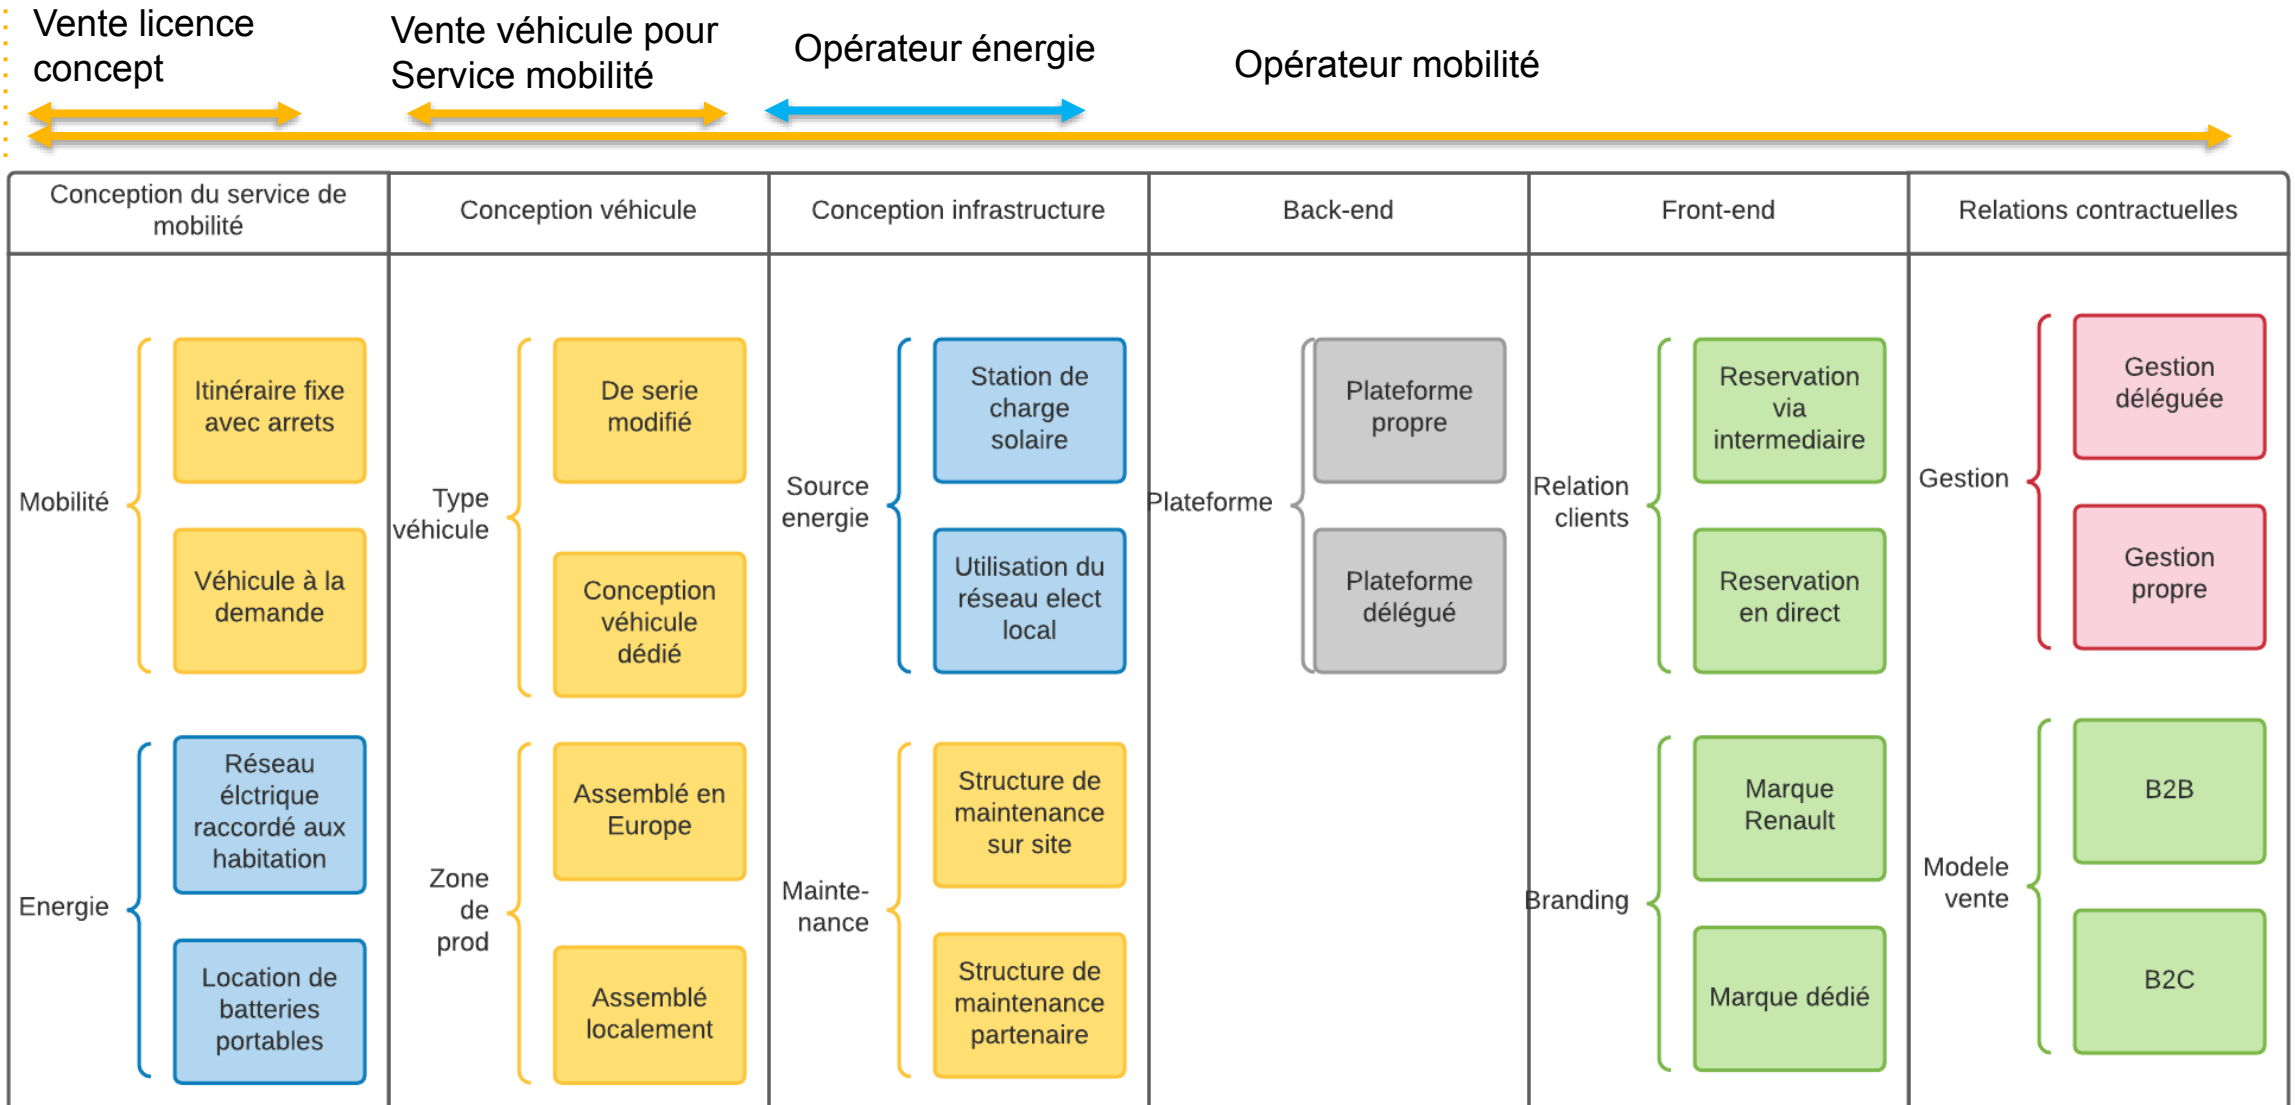 Vente licence
concept
Vente véhicule pour
Service mobilité
Opérateur énergie
Opérateur mobilité
Conception du service de
mobilité
Conception véhicule
Conception infrastructure
Back-end
Front-end
Relations contractuelles
Mobilité
Itinéraire fixe
avec arrets
Véhicule à la
demande
Energie
Réseau
élctrique
raccordé aux
habitation
Location de
batteries
portables
Type
véhicule
De serie
modifié
Conception
véhicule
dédié
Zone
de
prod
Assemblé en
Europe
Assemblé
localement
Source
energie
Station de
charge
solaire
Utilisation du
réseau elect
local
Mainte-
nance
Structure de
maintenance
sur site
Structure de
maintenance
partenaire
Plateforme
Plateforme
propre
Plateforme
délégué
Relation
clients
Reservation
via
intermediaire
Reservation
en direct
Branding
Marque
Renault
Marque dédié
Gestion
Gestion
déléguée
Gestion
propre
Modele
vente
B2B
B2C